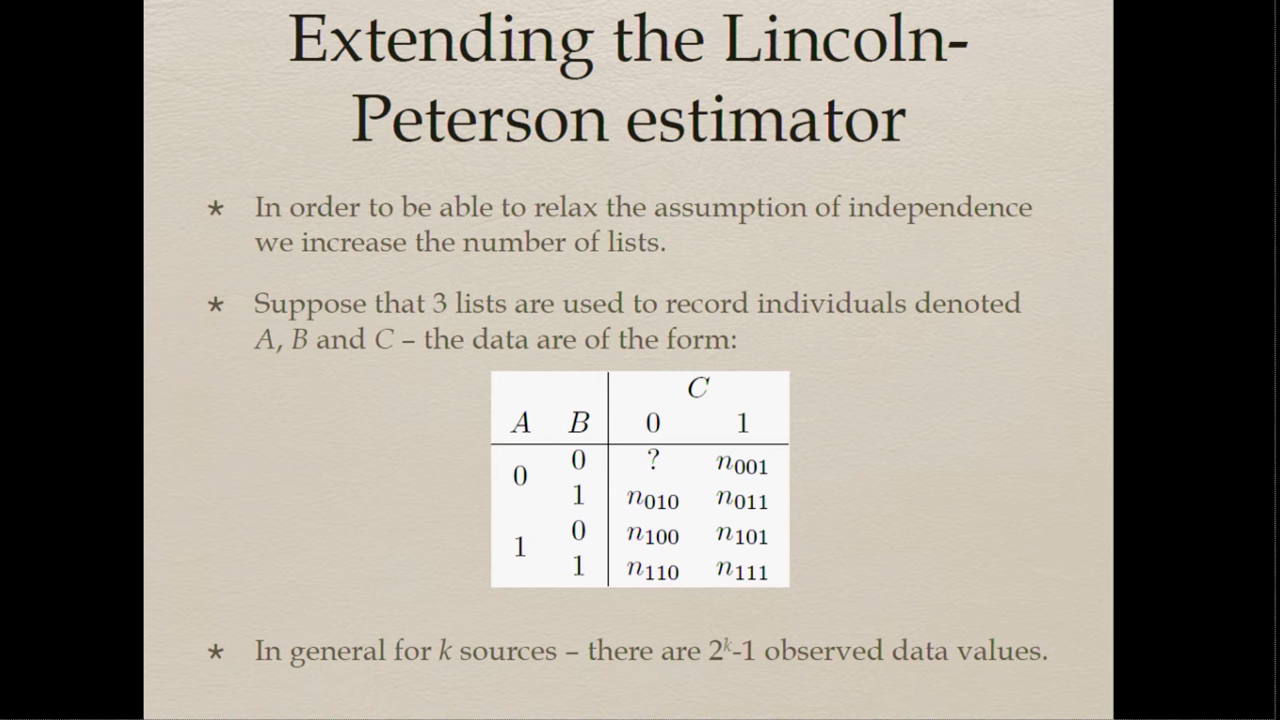 Extending the Lincoln-
Peterson estimator
* In order to be able to relax the assumption of independence
we increase the number of lists.
* Suppose that 3 lists are used to record individuals denoted
A, B and C – the data are of the form:
C
A B 0 1
0 0 ? n₀₀₁
1 n₀₁₀ n₀₁₁
1 0 n₁₀₀ n₁₀₁
1 n₁₁₀ n₁₁₁
* In general for k sources – there are 2ᵏ-1 observed data values.